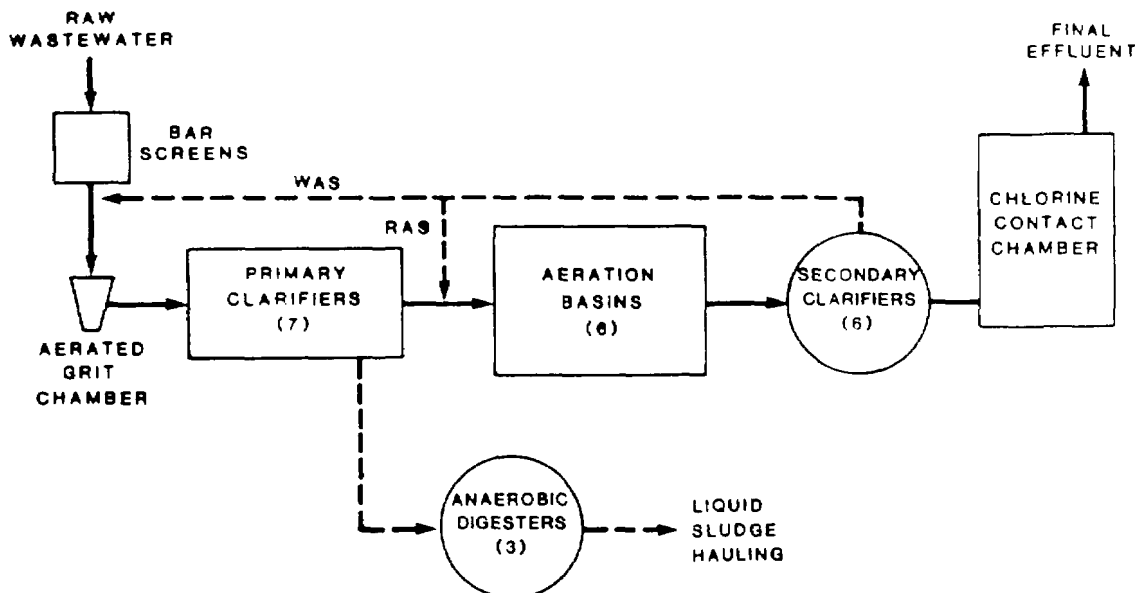 RAW
WASTEWATER
BAR
SCREENS
WAS
RAS
AERATED
GRIT
CHAMBER
PRIMARY
CLARIFIERS
(7)
AERATION
BASINS
(6)
SECONDARY
CLARIFIERS
(6)
CHLORINE
CONTACT
CHAMBER
FINAL
EFFLUENT
ANAEROBIC
DIGESTERS
(3)
LIQUID
SLUDGE
HAULING